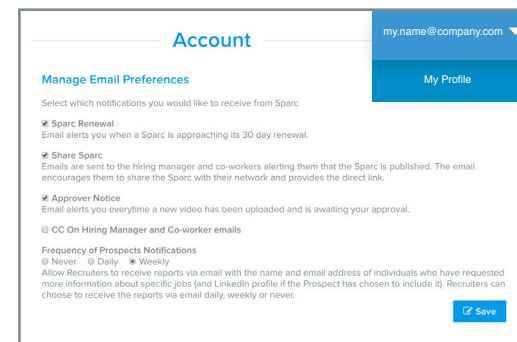 Account
my.name@company.com
My Profile
Manage Email Preferences
Select which notifications you would like to receive from Sparc
Sparc Renewal
Email alerts you when a Sparc is approaching its 30 day renewal.
Share Sparc
Emails are sent to the hiring manager and co-workers alerting them that the Sparc is published. The email
encourages them to share the Sparc with their network and provides the direct link.
Approver Notice
Email alerts you everytime a new video has been uploaded and is awaiting your approval.
CC On Hiring Manager and Co-worker emails
Frequency of Prospects Notifications
Never Daily Weekly
Allow Recruiters to receive reports via email with the name and email address of individuals who have requested
more information about specific jobs (and LinkedIn profile if the Prospect has chosen to include it). Recruiters can
choose to receive the reports via email daily, weekly or never.
Save